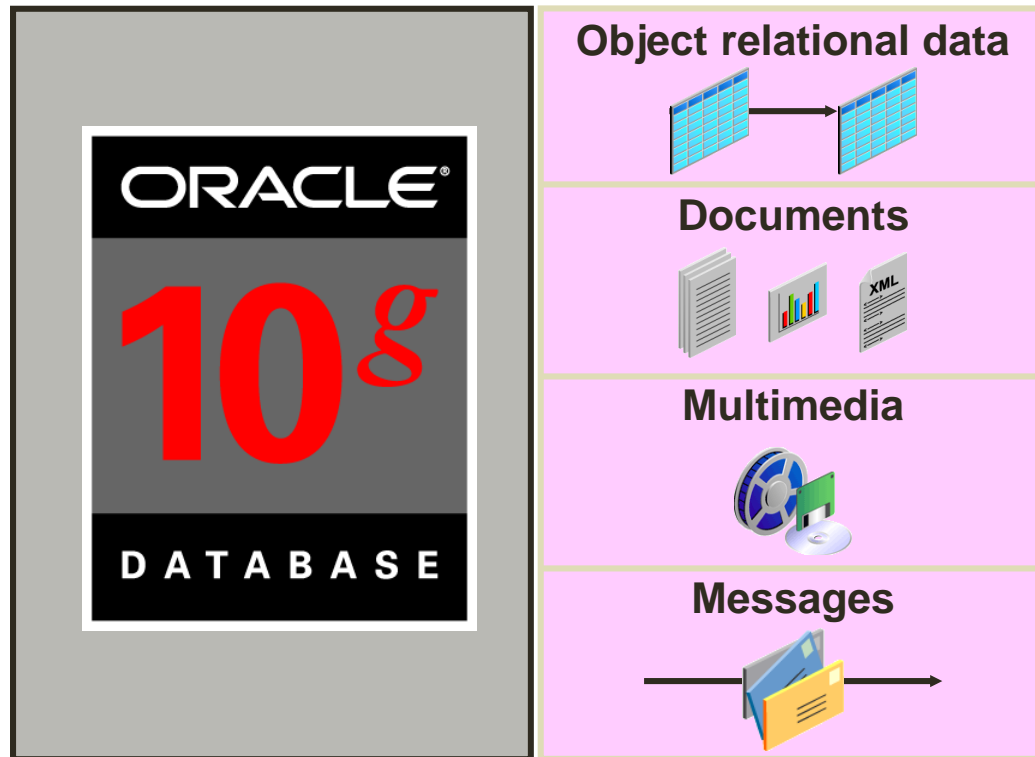 ORACLE®
10g
DATABASE
Object relational data
Documents
XML
Multimedia
Messages